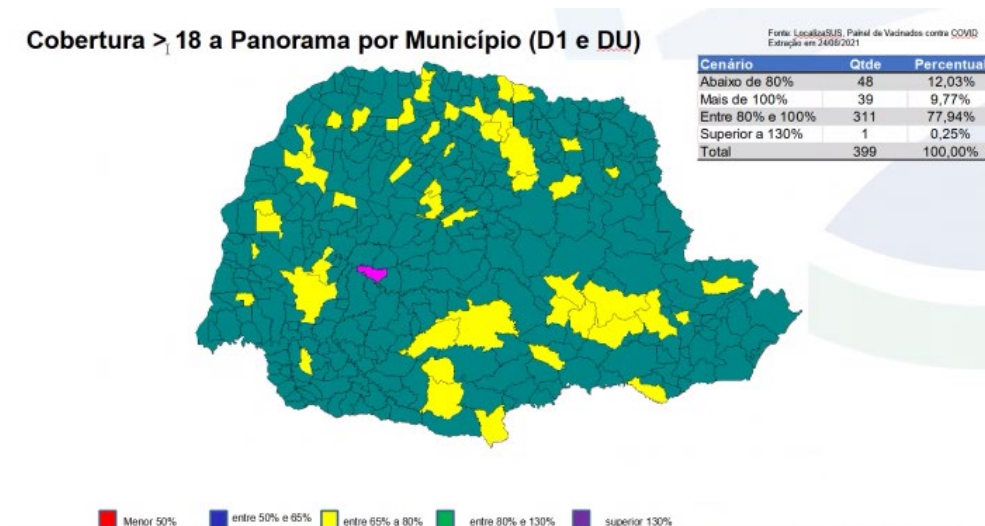 Cobertura > 18 a Panorama por Município (D1 e DU)
Fonte: LocalizaSUS, Painel de Vacinados contra COVID
Extração em 24/08/2021
Cenário Qtde Percentual
Abaixo de 80% 48 12,03%
Mais de 100% 39 9,77%
Entre 80% e 100% 311 77,94%
Superior a 130% 1 0,25%
Total 399 100,00%
Menor 50% entre 50% e 65% entre 65% a 80% entre 80% e 130% superior 130%